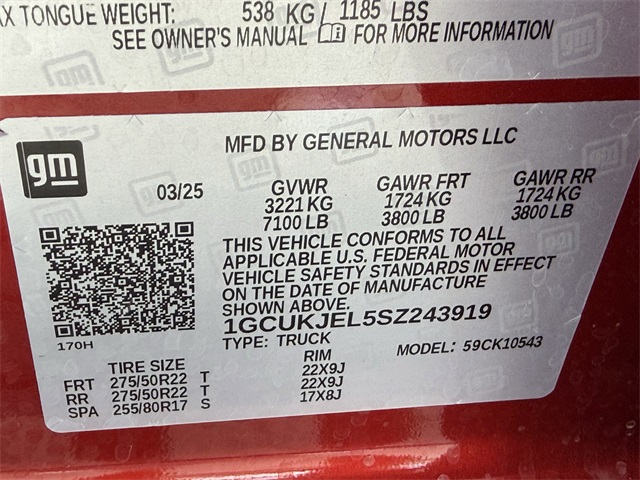 AX TONGUE WEIGHT: 538 KG/ 1185 LBS
SEE OWNER'S MANUAL FOR MORE INFORMATION
gm
MFD BY GENERAL MOTORS LLC
03/25 GVWR GAWR FRT GAWR RR
3221 KG 1724 KG 1724 KG
7100 LB 3800 LB 3800 LB
THIS VEHICLE CONFORMS TO ALL
APPLICABLE U.S. FEDERAL MOTOR
VEHICLE SAFETY STANDARDS IN EFFECT
ON THE DATE OF MANUFACTURE
SHOWN ABOVE.
1GCUKJEL5SZ243919
170H
TYPE: TRUCK MODEL: 59CK10543
TIRE SIZE RIM
FRT 275/50R22 T 22X9J
RR 275/50R22 T 22X9J
SPA 255/80R17 S 17X8J